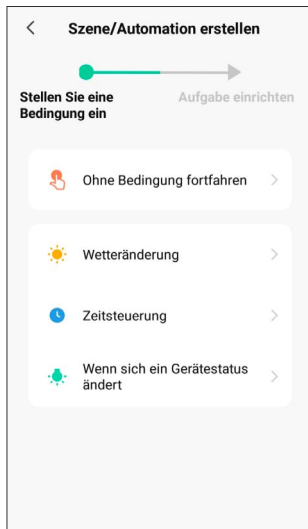 Szene/Automation erstellen
Stellen Sie eine
Bedingung ein
Aufgabe einrichten
Ohne Bedingung fortfahren
Wetteränderung
Zeitsteuerung
Wenn sich ein Gerätestatus
ändert